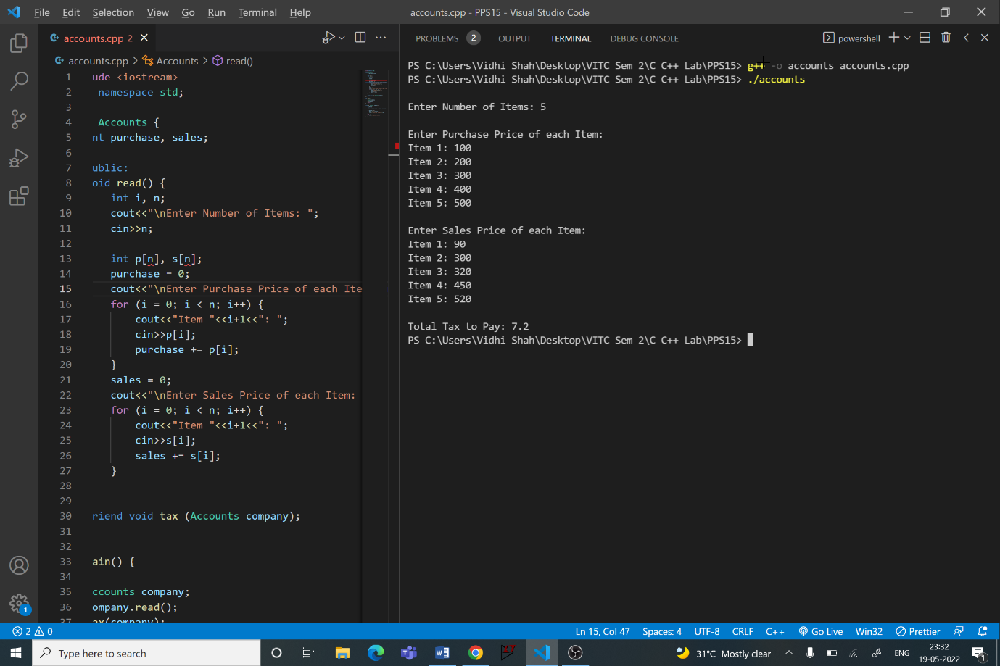 File Edit Selection View Go Run Terminal Help
accounts.cpp - PPS15 - Visual Studio Code
accounts.cpp 2
accounts.cpp > Accounts > read()
1 ude <iostream>
2 namespace std;
3
4 Accounts {
5 nt purchase, sales;
6
7 ublic:
8 oid read() {
9 int i, n;
10 cout<<"\nEnter Number of Items: ";
11 cin>>n;
12
13 int p[n], s[n];
14 purchase = 0;
15 cout<<"\nEnter Purchase Price of each Ite
16 for (i = 0; i < n; i++) {
17 cout<<"Item "<<i+1<<": ";
18 cin>>p[i];
19 purchase += p[i];
20 }
21 sales = 0;
22 cout<<"\nEnter Sales Price of each Item:
23 for (i = 0; i < n; i++) {
24 cout<<"Item "<<i+1<<": ";
25 cin>>s[i];
26 sales += s[i];
27 }
28
29
30 riend void tax (Accounts company);
31
32
33 ain() {
34
35 ccounts company;
36 ompany.read();
37 ax(company);
PROBLEMS 2 OUTPUT TERMINAL DEBUG CONSOLE
powershell
PS C:\Users\Vidhi Shah\Desktop\VITC Sem 2\C C++ Lab\PPS15> g++ -o accounts accounts.cpp
PS C:\Users\Vidhi Shah\Desktop\VITC Sem 2\C C++ Lab\PPS15> ./accounts
Enter Number of Items: 5
Enter Purchase Price of each Item:
Item 1: 100
Item 2: 200
Item 3: 300
Item 4: 400
Item 5: 500
Enter Sales Price of each Item:
Item 1: 90
Item 2: 300
Item 3: 320
Item 4: 450
Item 5: 520
Total Tax to Pay: 7.2
PS C:\Users\Vidhi Shah\Desktop\VITC Sem 2\C C++ Lab\PPS15>
1
2 0
Ln 15, Col 47 Spaces: 4 UTF-8 CRLF C++ Go Live Win32 Prettier
Type here to search
31°C Mostly clear
ENG
23:32
19-05-2022
1